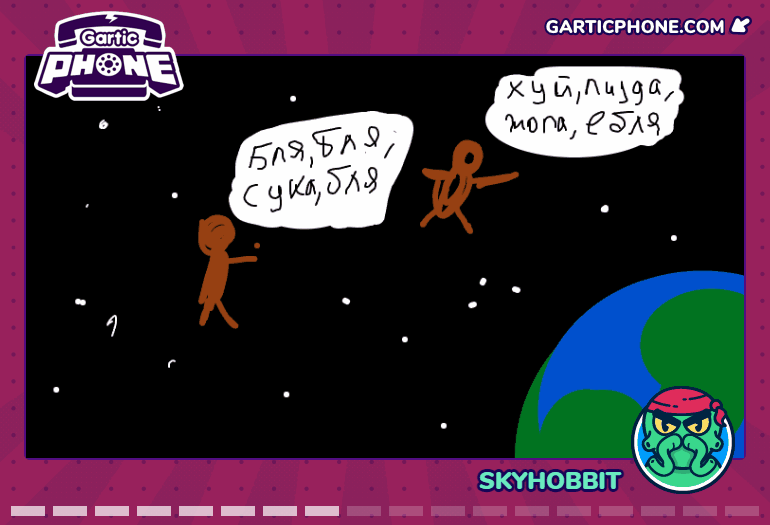 Gartic
PHONE
GARTICPHONE.COM
Бля, бля,
сука, бля
хуй, пизда,
жопа, ебля
SKYHOBBIT